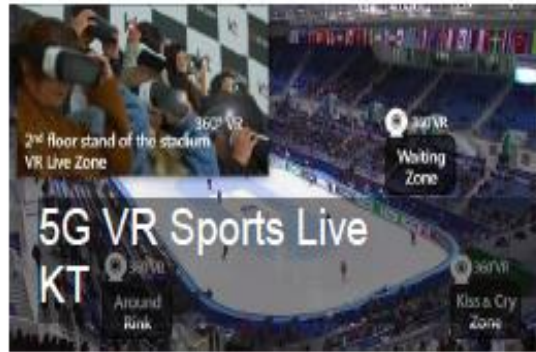 360° VR
2nd floor stand of the stadium
VR Live Zone
360°VR
Waiting
Zone
5G VR Sports Live
KT
360°VR
Around
Rink
360°VR
Kiss & Cry
Zone